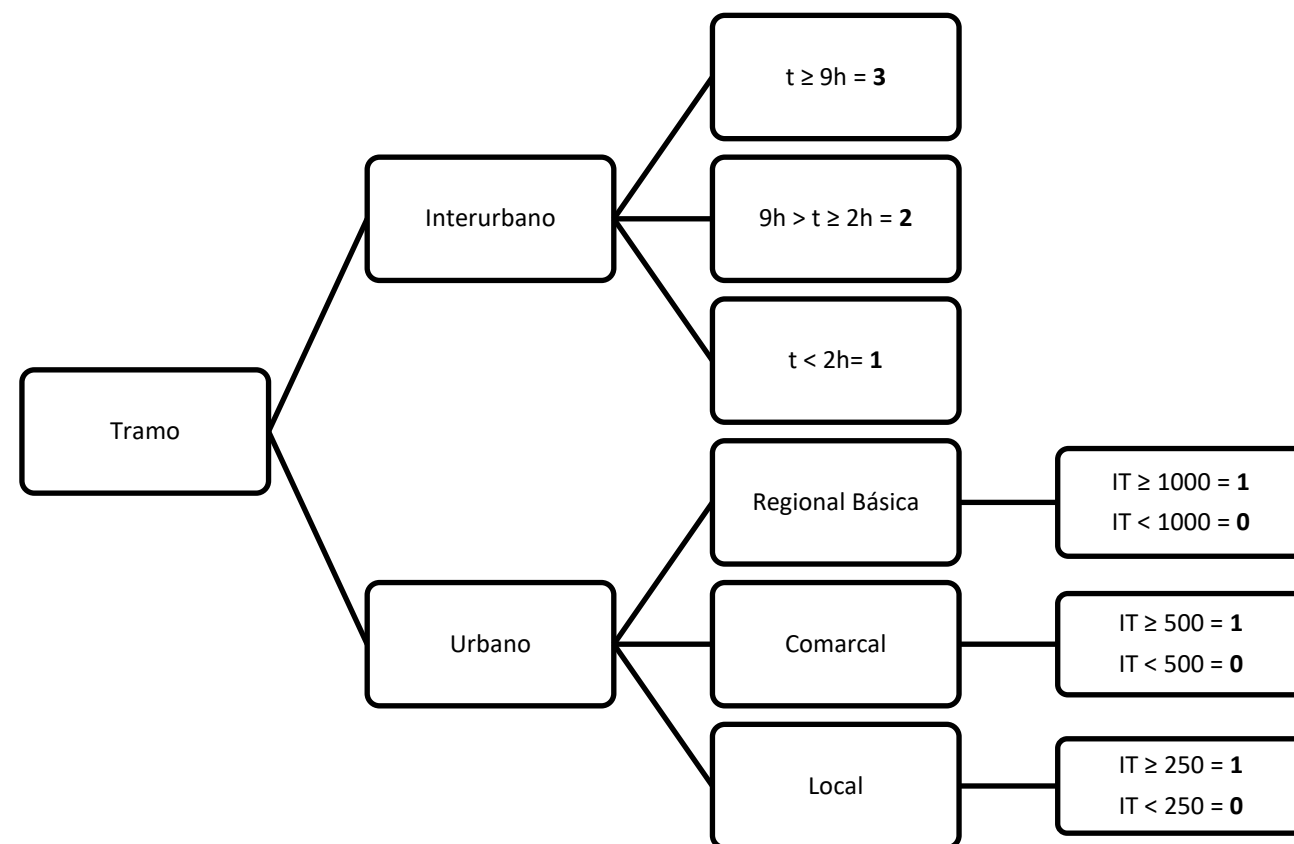 t ≥ 9h = 3
Interurbano
9h > t ≥ 2h = 2
t < 2h= 1
Tramo
Regional Básica
IT ≥ 1000 = 1
IT < 1000 = 0
Urbano
Comarcal
IT ≥ 500 = 1
IT < 500 = 0
Local
IT ≥ 250 = 1
IT < 250 = 0